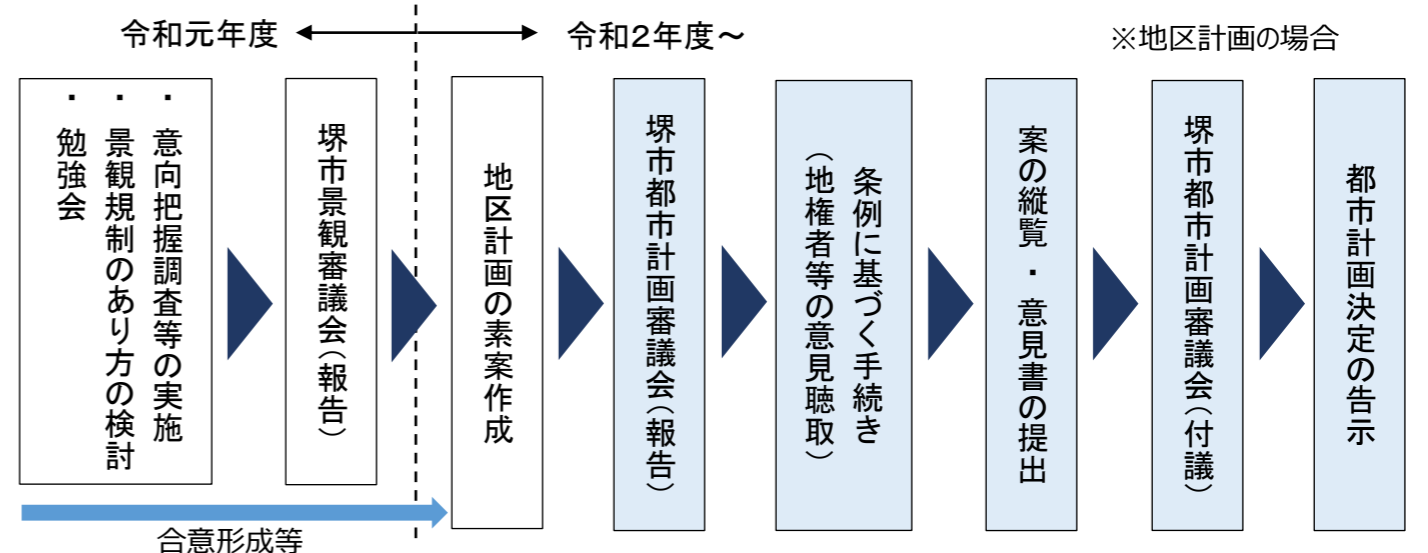 令和元年度
令和2年度~
※地区計画の場合
・意向把握調査等の実施
・景観規制のあり方の検討
・勉強会
堺市景観審議会(報告)
地区計画の素案作成
堺市都市計画審議会(報告)
条例に基づく手続き
(地権者等の意見聴取)
案の縦覧・意見書の提出
堺市都市計画審議会(付議)
都市計画決定の告示
合意形成等